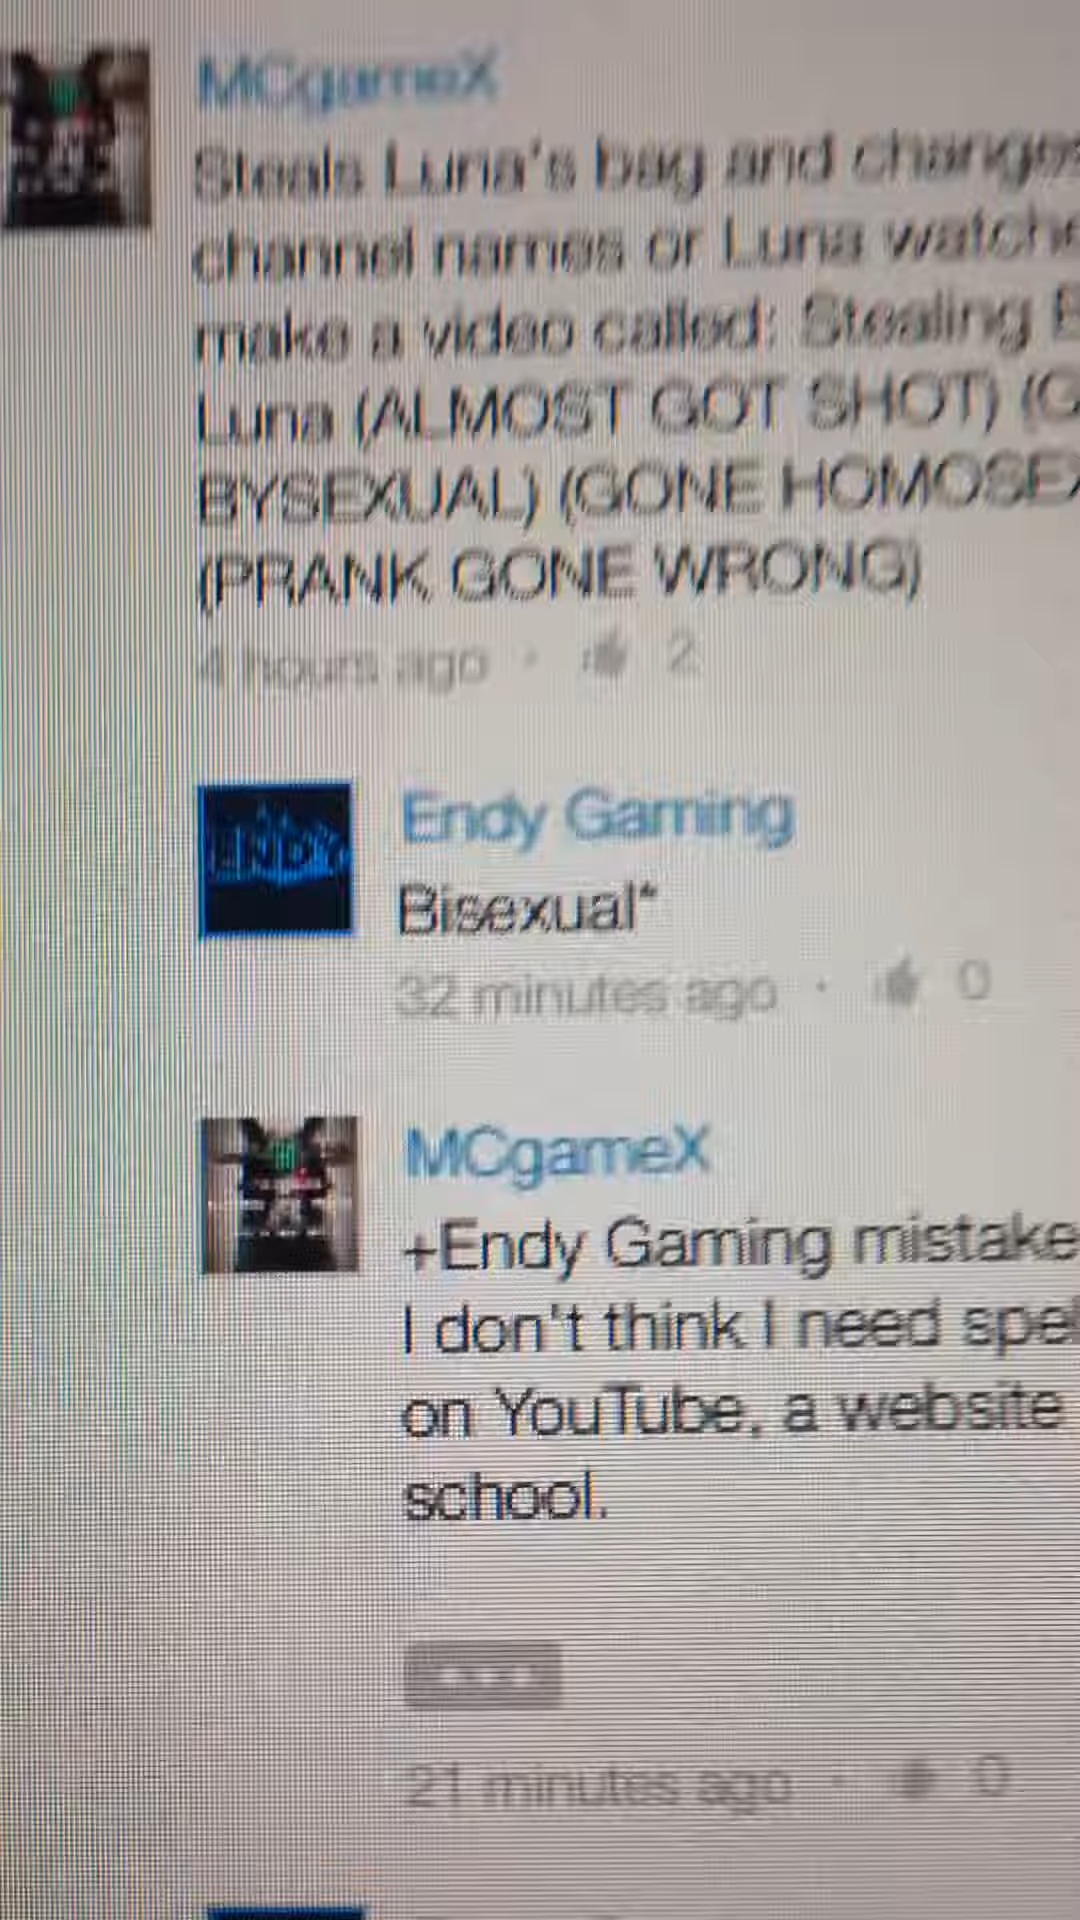 MCgameX
Steals Luna's bag and changes
channel names or Luna watche
make a video called: Stealing B
Luna (ALMOST GOT SHOT) (G
BYSEXUAL) (GONE HOMOSEX
(PRANK GONE WRONG)
4 hours ago · 2
ENDY
Endy Gaming
Bisexual*
32 minutes ago · 0
MCgameX
+Endy Gaming mistake
I don't think I need spel
on YouTube, a website
school.
21 minutes ago · 0